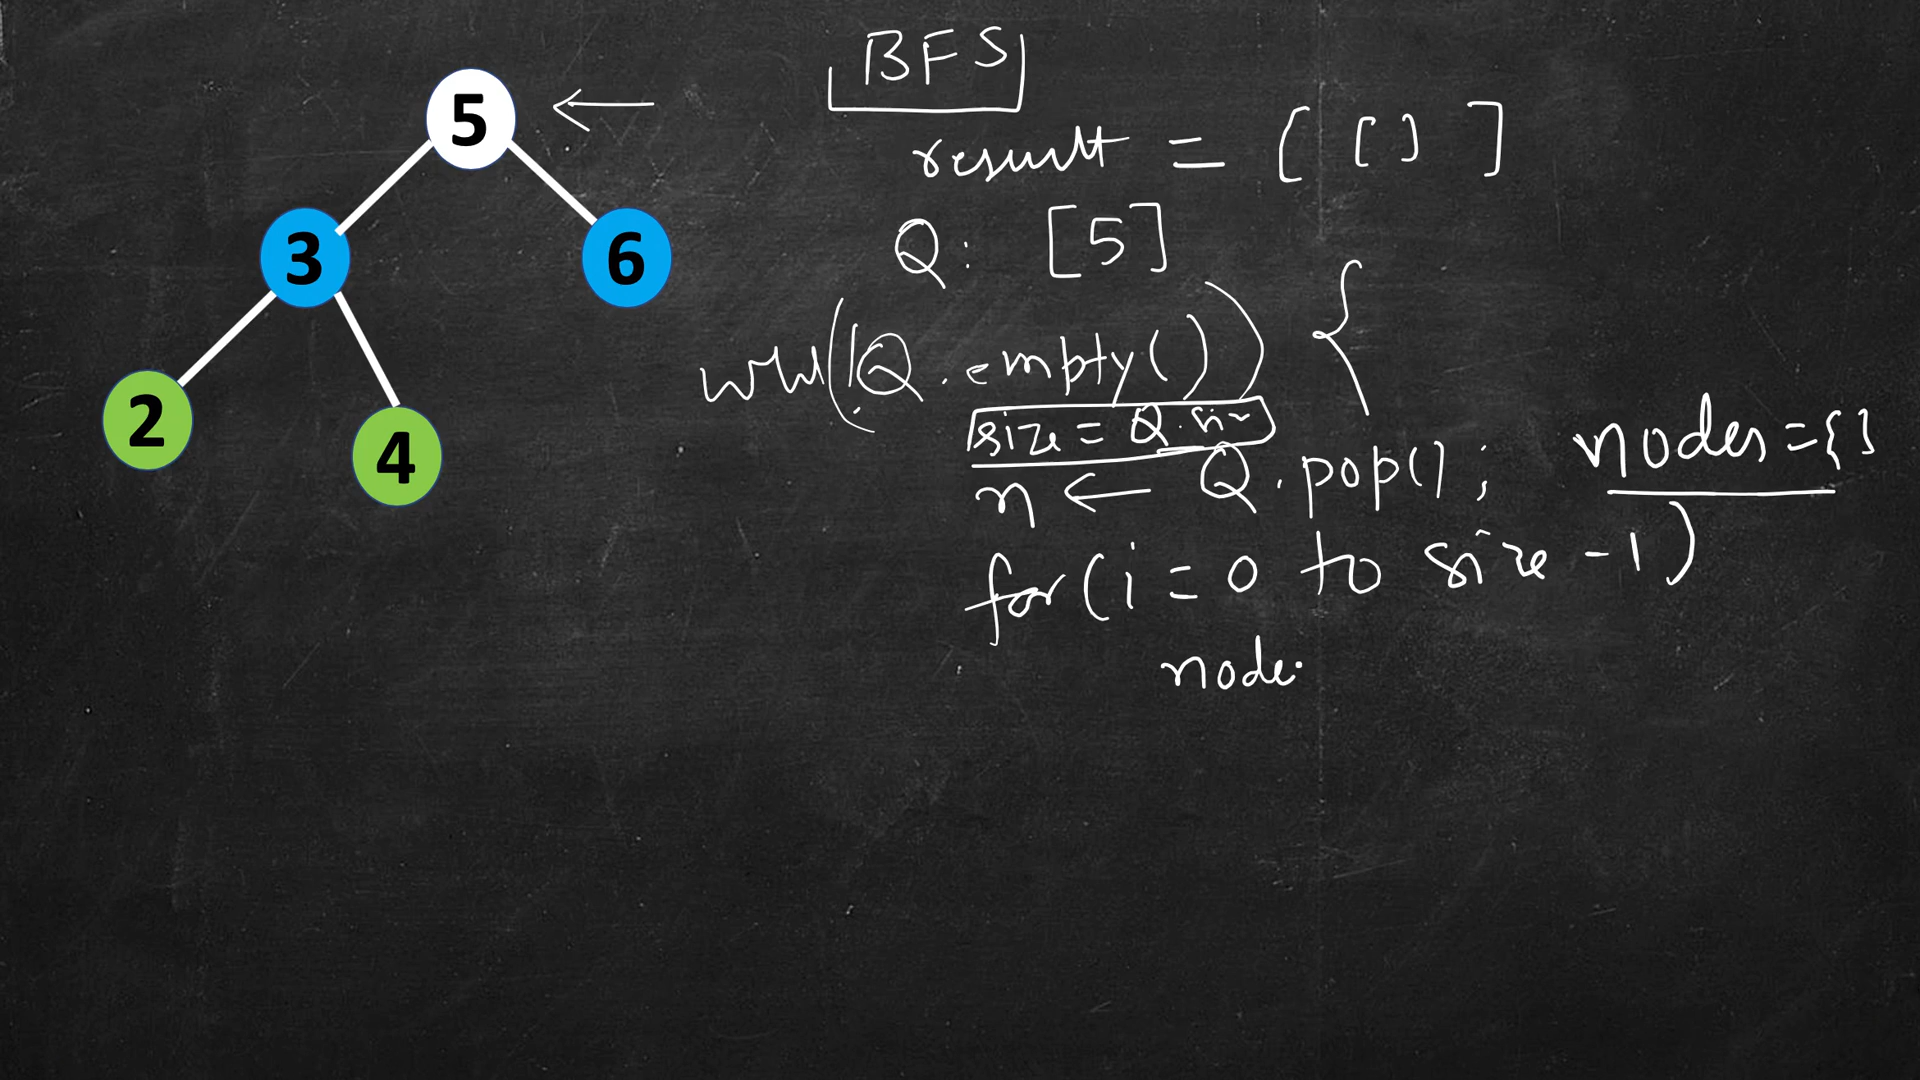 5
3 6
2 4
BFS
result = [ [ ] ]
Q: [5]
while(!Q.empty()) {
size = Q.size
n ← Q.pop(); nodes={}
for(i = 0 to size -1)
node